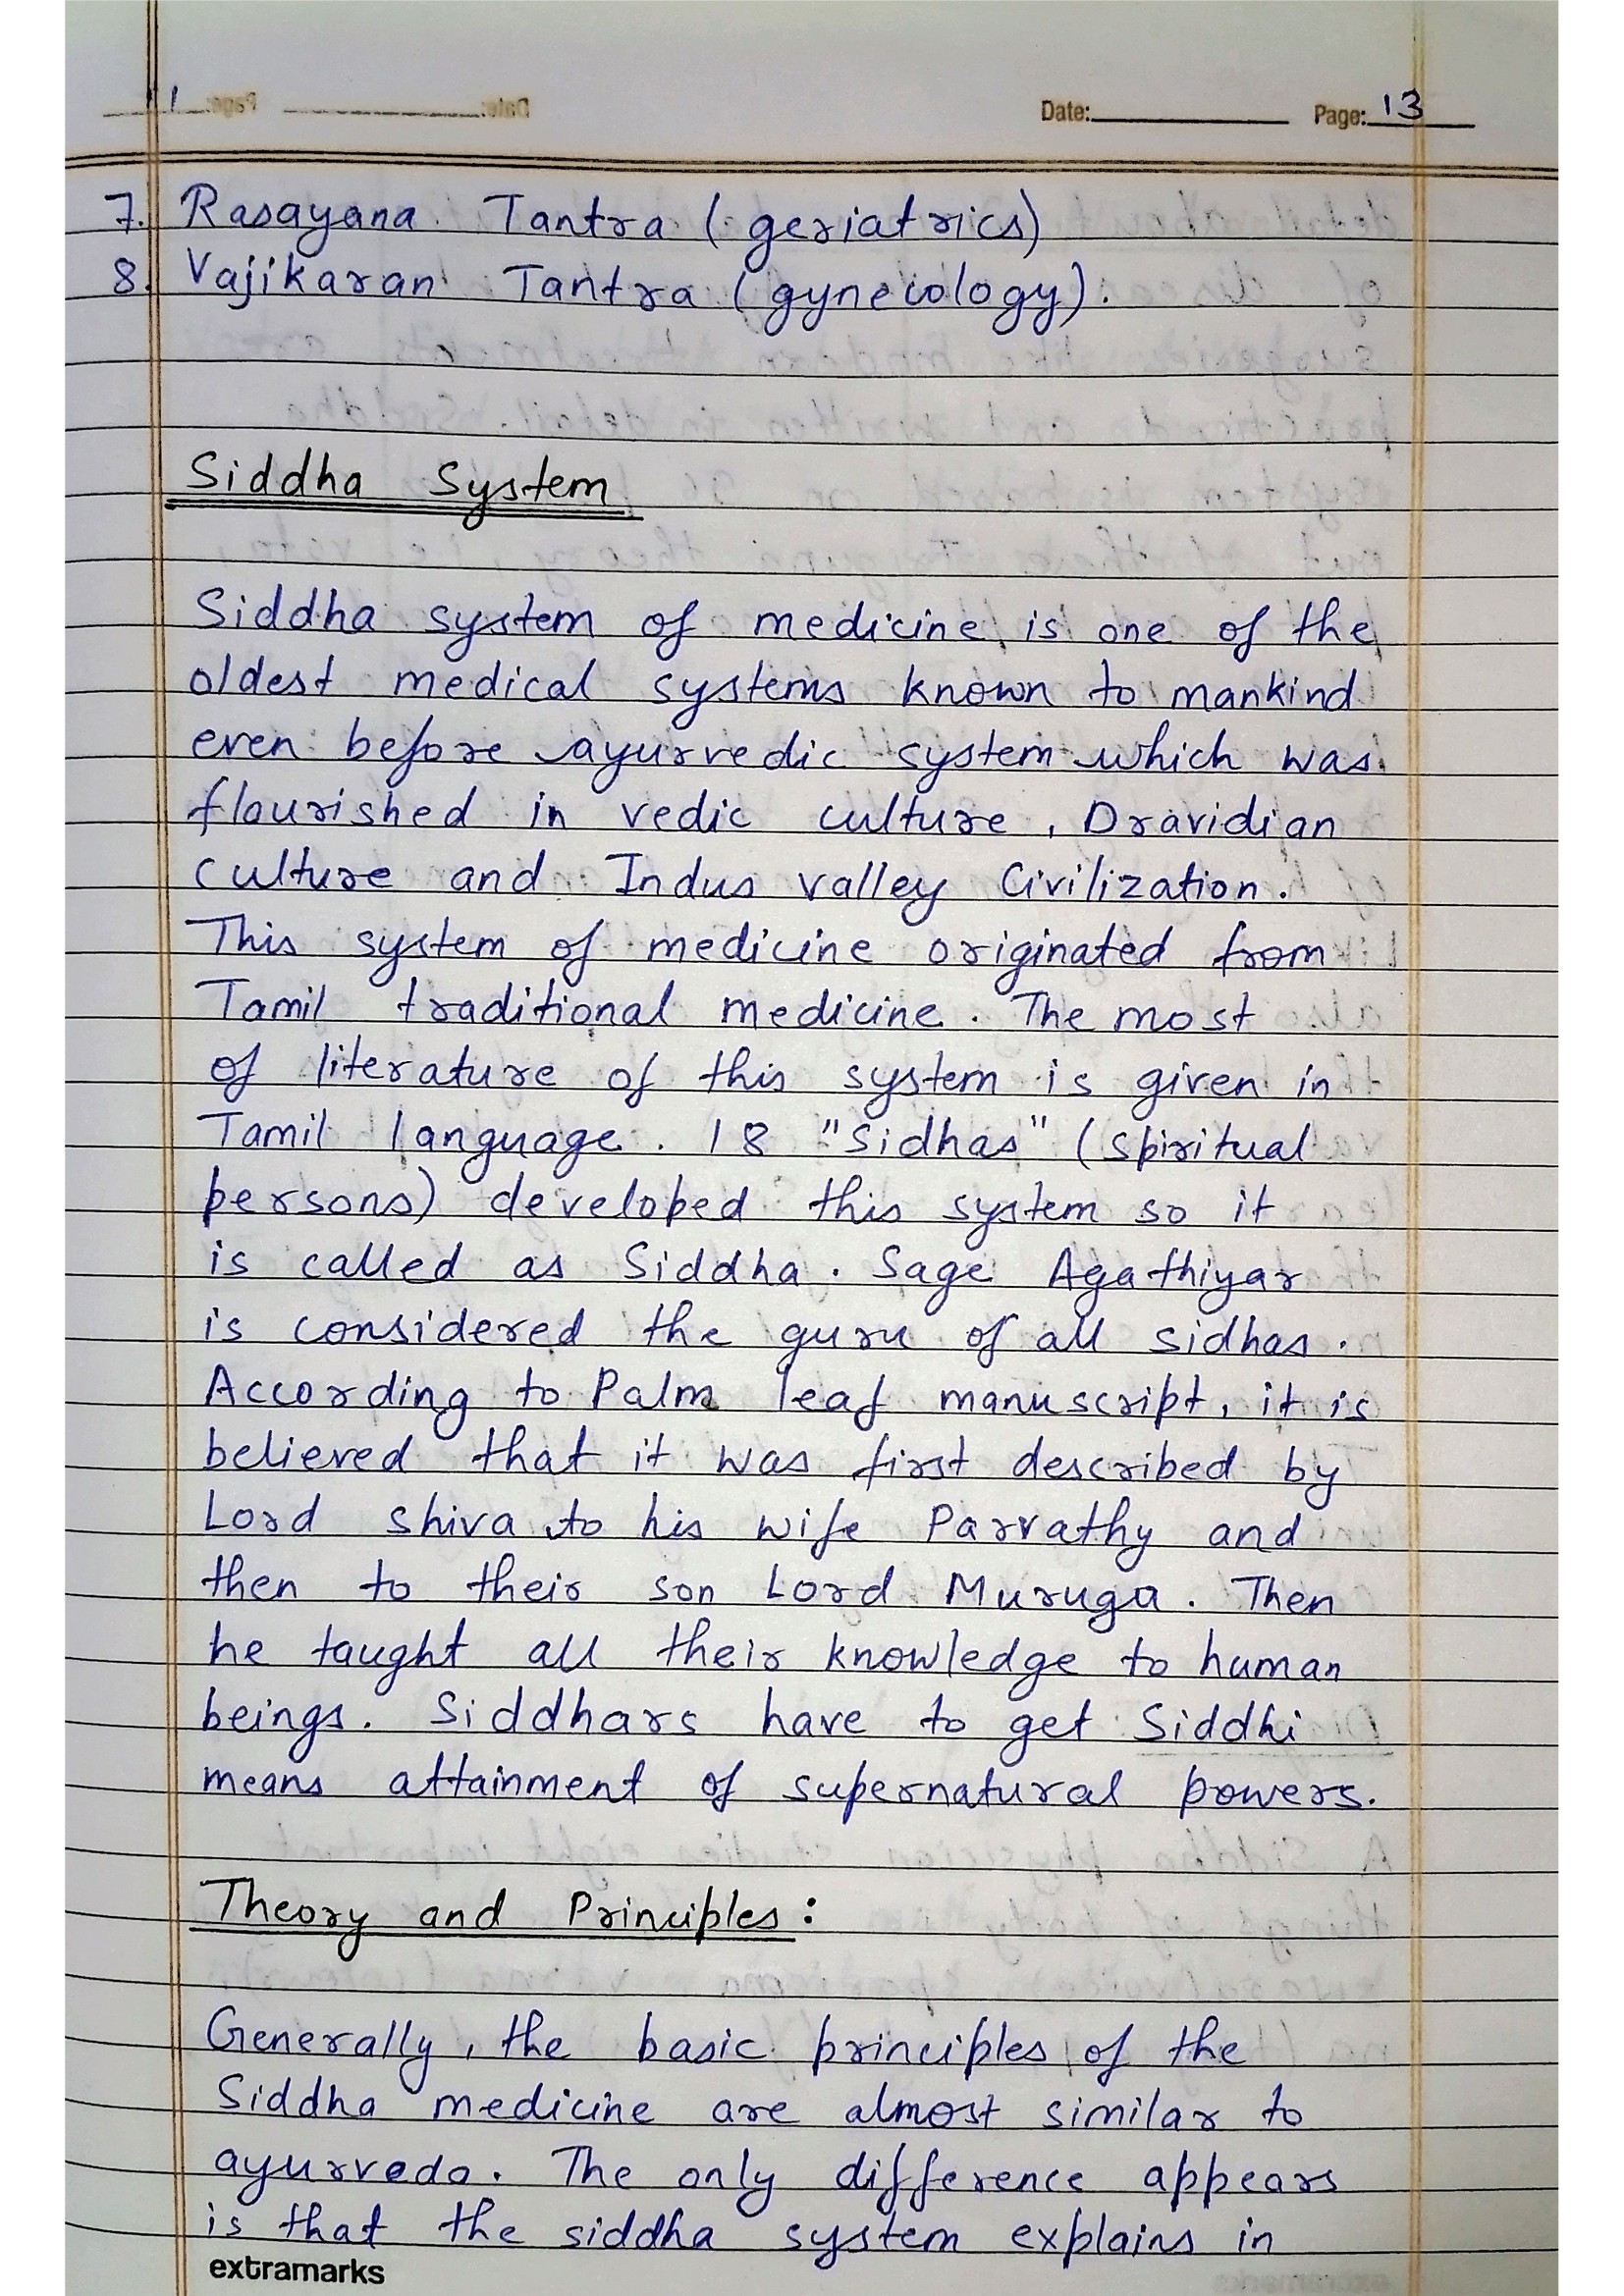 Date: Page: 13
7. Rasayana Tantra (geriatrics)
8. Vajikaran Tantra (gynecology).
Siddha System
Siddha system of medicine is one of the
oldest medical systems known to mankind
even before ayurvedic system which was
flourished in vedic culture, Dravidian
culture and Indus valley Civilization.
This system of medicine originated from
Tamil traditional medicine. The most
of literature of this system is given in
Tamil language. 18 "Sidhas" (spiritual
persons) developed this system so it
is called as Siddha. Sage Agathiyar
is considered the guru of all sidhas.
According to Palm leaf manuscript, it is
believed that it was first described by
Lord shiva to his wife Parvathy and
then to their son Lord Muruga. Then
he taught all their knowledge to human
beings. Siddhars have to get Siddhi
means attainment of supernatural powers.
Theory and Principles:
Generally, the basic principles of the
Siddha medicine are almost similar to
ayurveda. The only difference appears
is that the siddha system explains in
extramarks